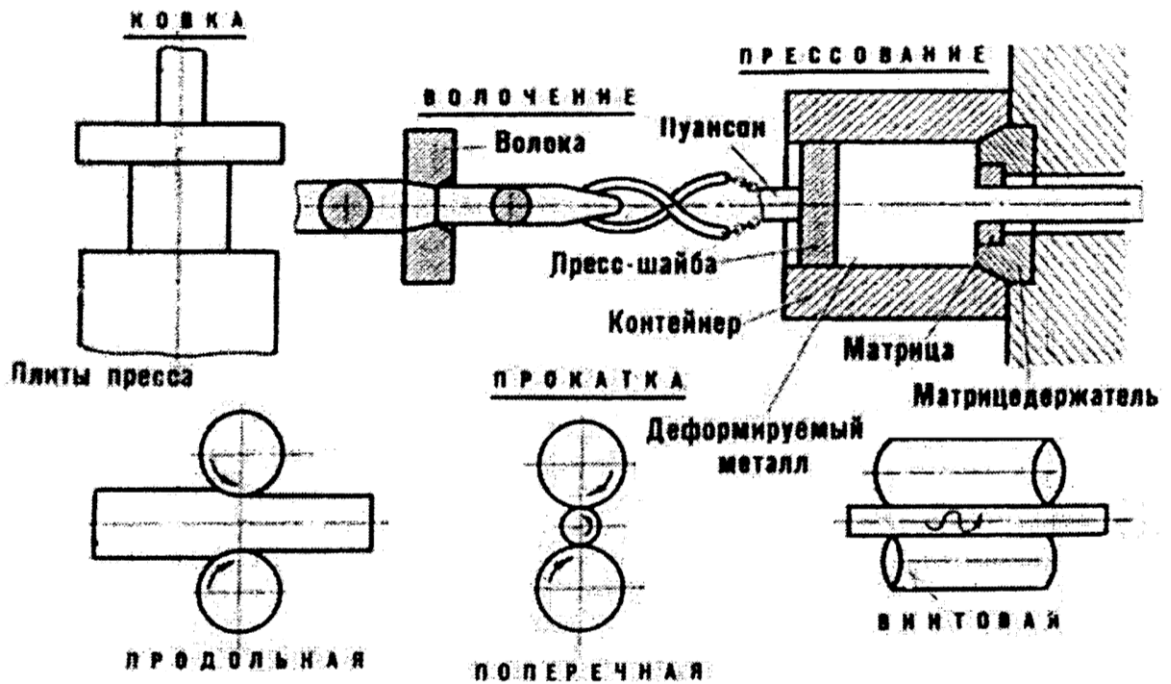 КОВКА
ПРЕССОВАНИЕ
ВОЛОЧЕНИЕ
Волока
Пуансон
Пресс-шайба
Контейнер
Матрица
Матрицедержатель
Плиты пресса
ПРОКАТКА
Деформируемый
металл
ПРОДОЛЬНАЯ
ПОПЕРЕЧНАЯ
ВИНТОВАЯ